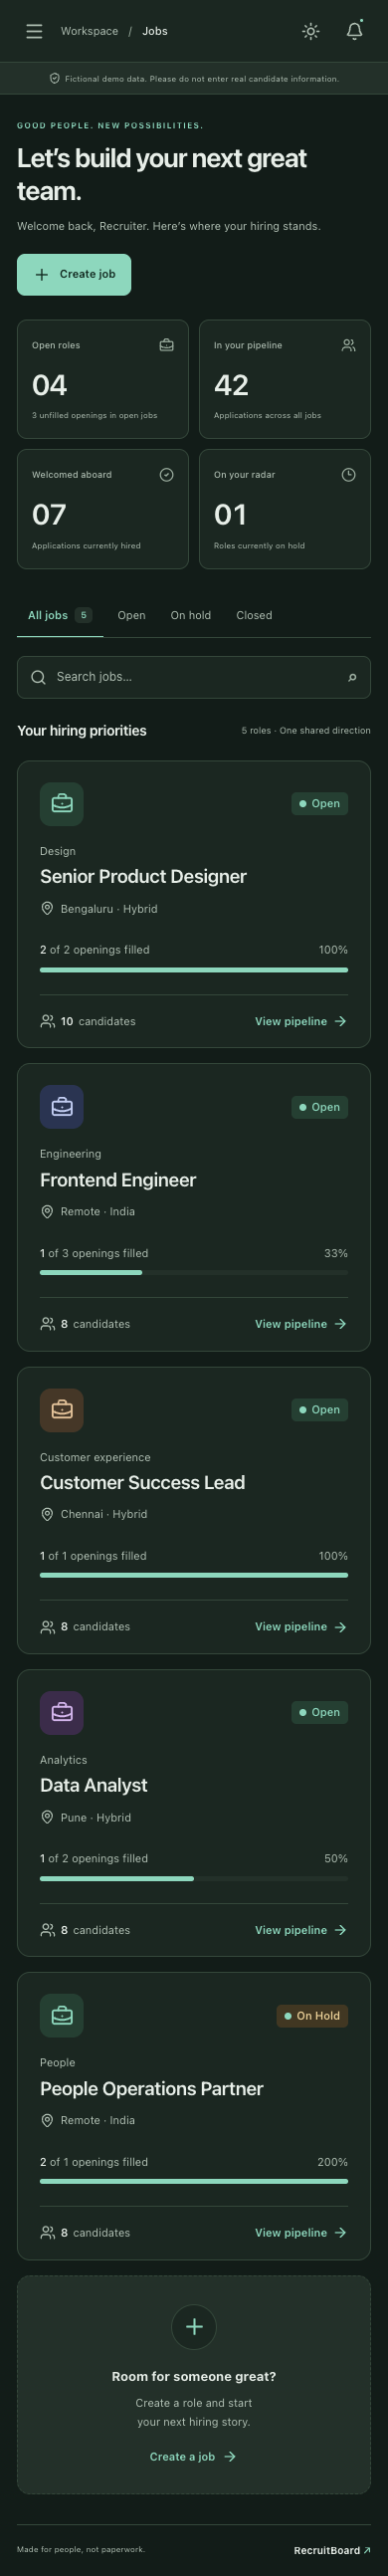 Workspace / Jobs
Fictional demo data. Please do not enter real candidate information.
GOOD PEOPLE. NEW POSSIBILITIES.
Let’s build your next great
team.
Welcome back, Recruiter. Here’s where your hiring stands.
Create job
Open roles
04
3 unfilled openings in open jobs
In your pipeline
42
Applications across all jobs
Welcomed aboard
07
Applications currently hired
On your radar
01
Roles currently on hold
All jobs 5 Open On hold Closed
Search jobs...
Your hiring priorities 5 roles · One shared direction
Open
Design
Senior Product Designer
Bengaluru · Hybrid
2 of 2 openings filled 100%
10 candidates View pipeline
Open
Engineering
Frontend Engineer
Remote · India
1 of 3 openings filled 33%
8 candidates View pipeline
Open
Customer experience
Customer Success Lead
Chennai · Hybrid
1 of 1 openings filled 100%
8 candidates View pipeline
Open
Analytics
Data Analyst
Pune · Hybrid
1 of 2 openings filled 50%
8 candidates View pipeline
On Hold
People
People Operations Partner
Remote · India
2 of 1 openings filled 200%
8 candidates View pipeline
Room for someone great?
Create a role and start
your next hiring story.
Create a job
Made for people, not paperwork. RecruitBoard